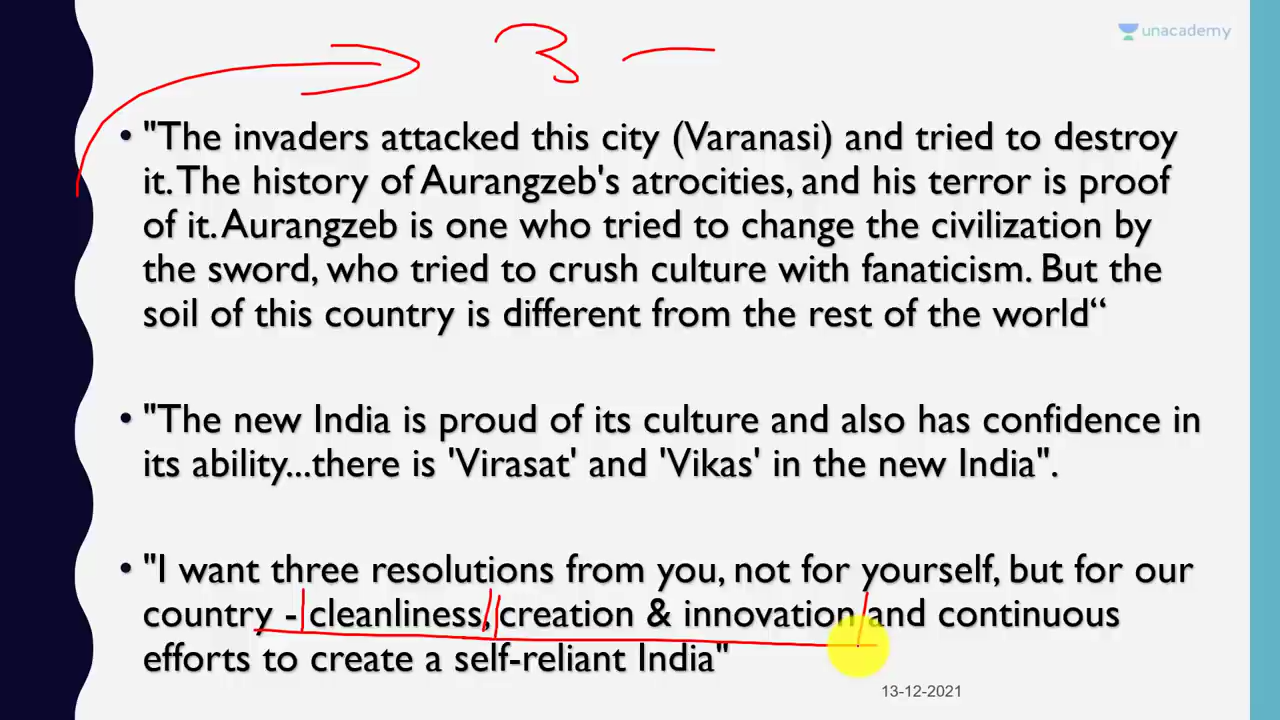 unacademy
3 -
• "The invaders attacked this city (Varanasi) and tried to destroy
it. The history of Aurangzeb's atrocities, and his terror is proof
of it. Aurangzeb is one who tried to change the civilization by
the sword, who tried to crush culture with fanaticism. But the
soil of this country is different from the rest of the world“
• "The new India is proud of its culture and also has confidence in
its ability...there is 'Virasat' and 'Vikas' in the new India".
• "I want three resolutions from you, not for yourself, but for our
country - cleanliness, creation & innovation and continuous
efforts to create a self-reliant India"
13-12-2021